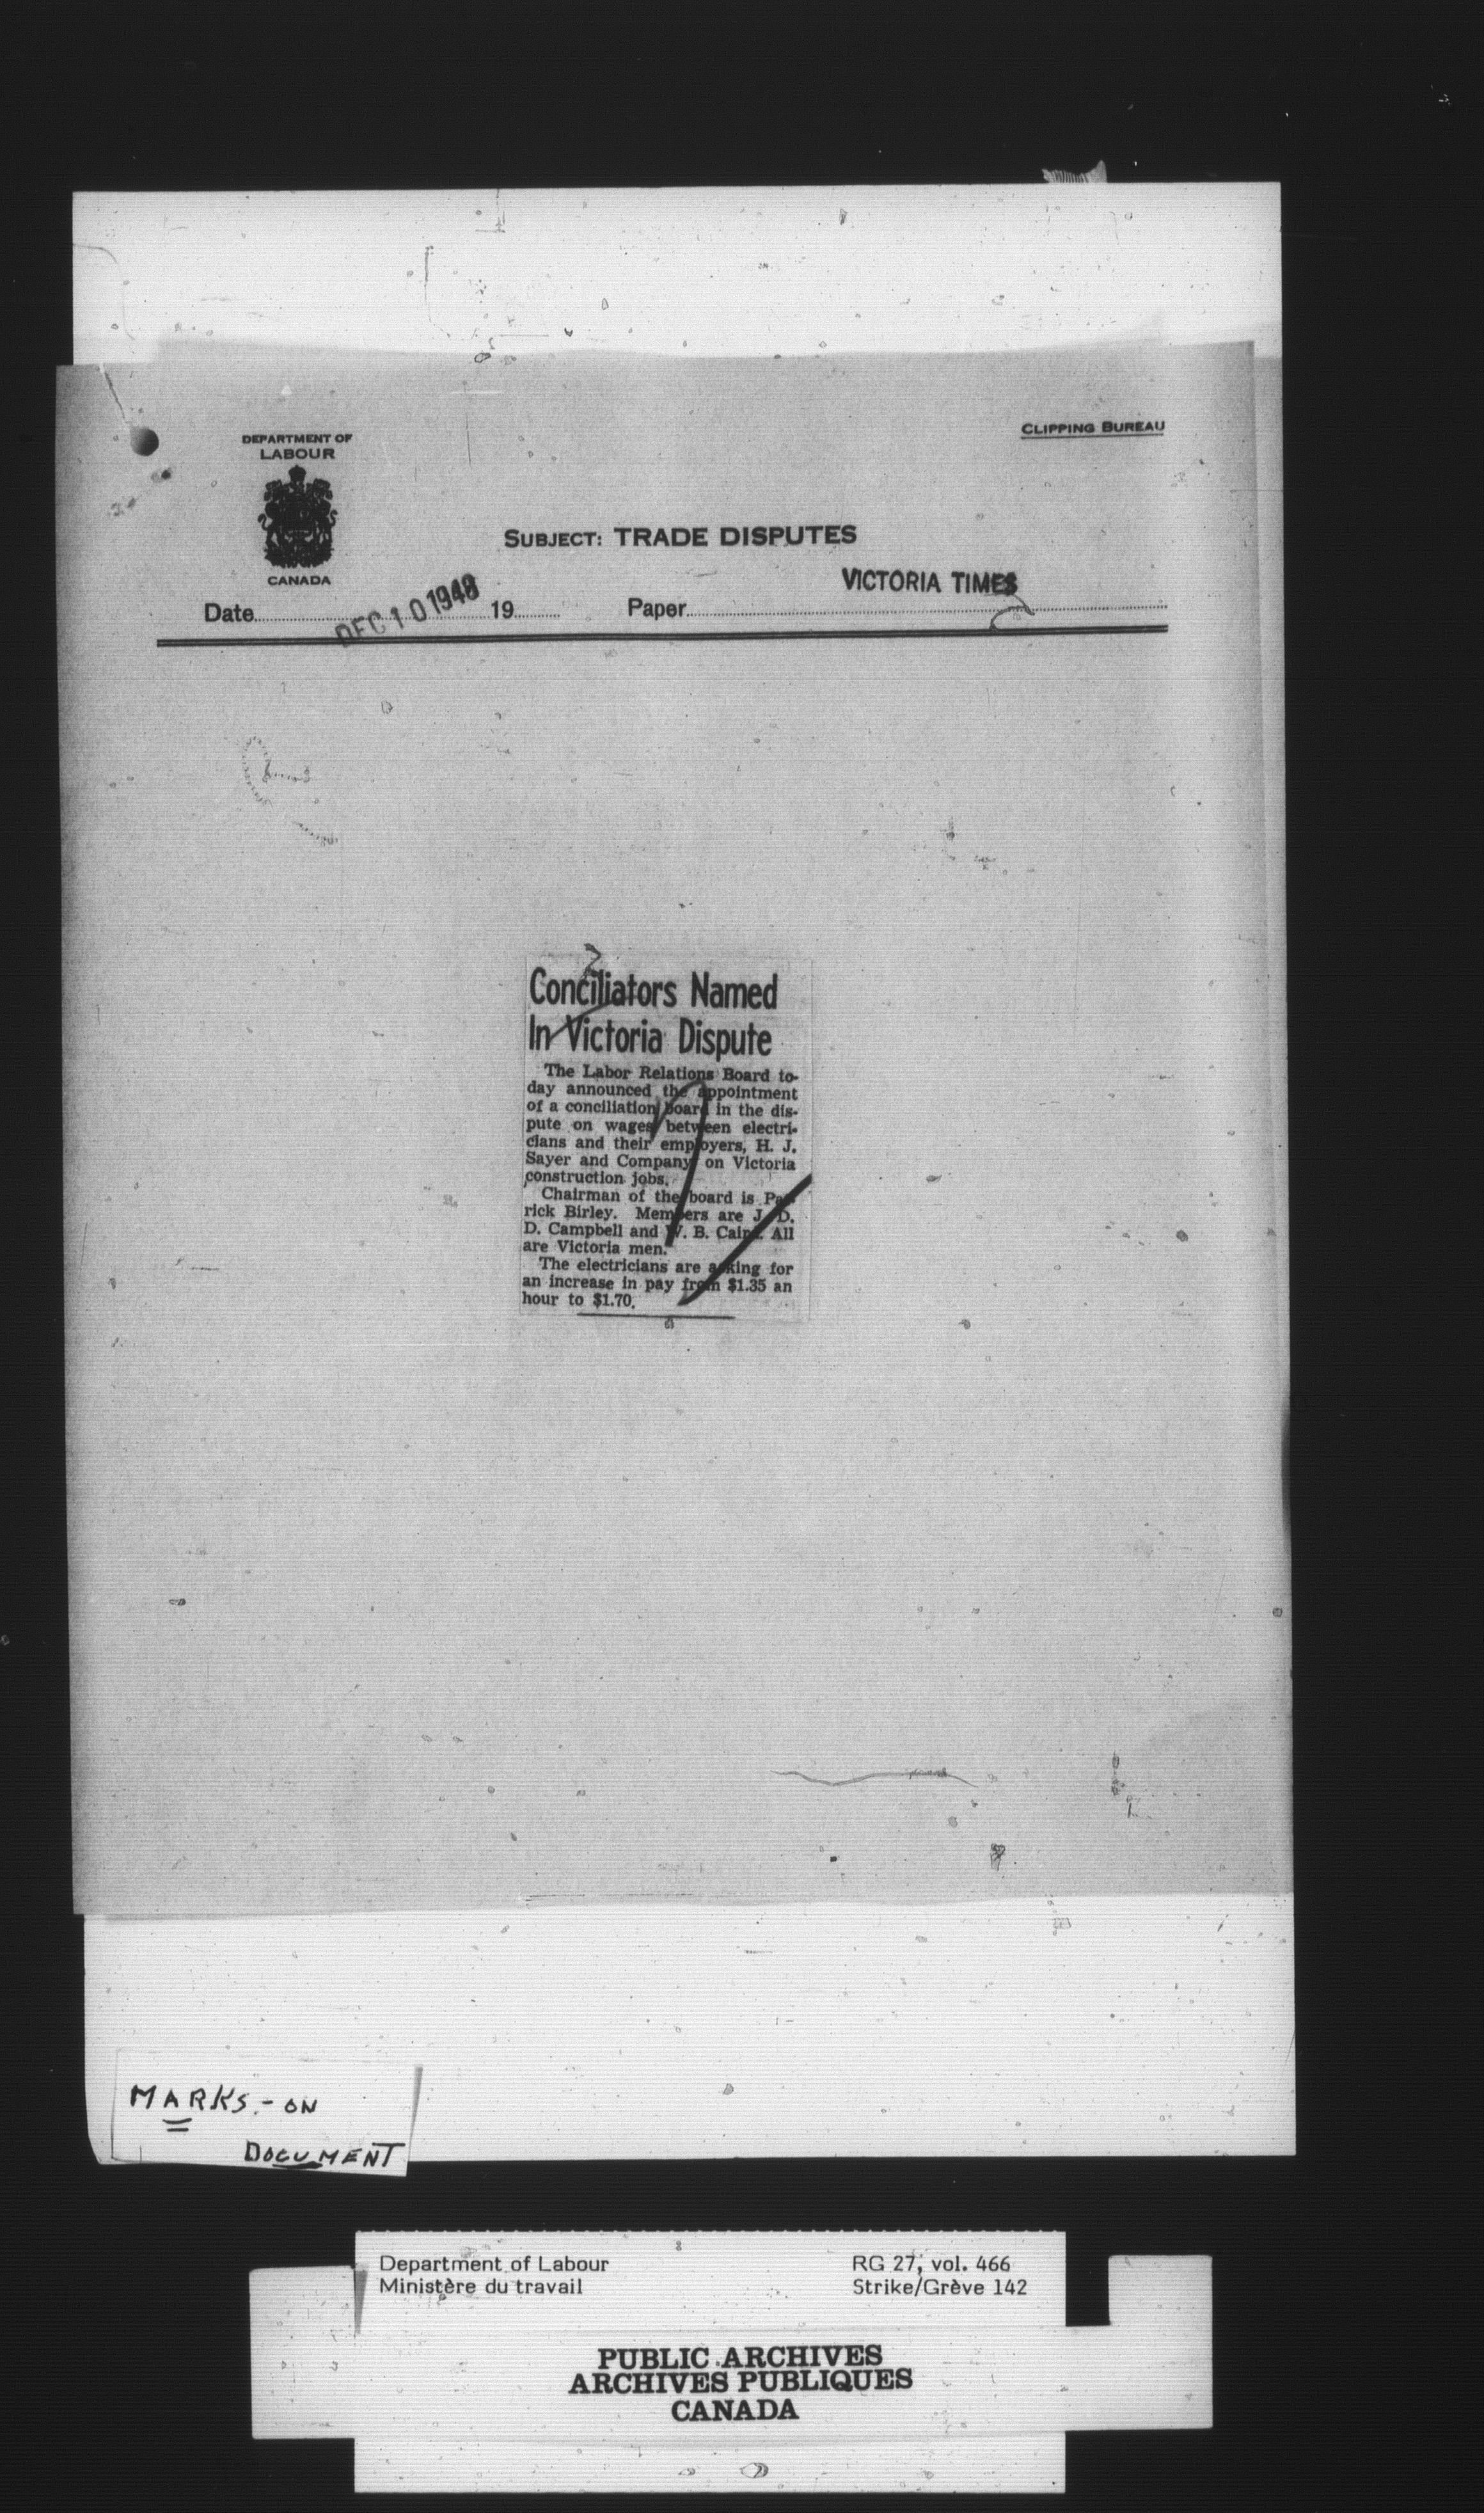 DEPARTMENT OF
LABOUR
CANADA
CLIPPING BUREAU
SUBJECT: TRADE DISPUTES
VICTORIA TIMES
Date DEC 10 1948 19 Paper
Conciliators Named
In Victoria Dispute
The Labor Relations Board to-
day announced the appointment
of a conciliation board in the dis-
pute on wages between electri-
cians and their employers, H. J.
Sayer and Company, on Victoria
construction jobs.
Chairman of the board is Pat-
rick Birley. Members are J. D.
D. Campbell and W. B. All
are Victoria men.
The electricians are asking for
an increase in pay from $1.35 an
hour to $1.70.
MARKS.- ON
DOCUMENT
Department of Labour
Ministère du travail
RG 27, vol. 466
Strike/Grève 142
PUBLIC ARCHIVES
ARCHIVES PUBLIQUES
CANADA